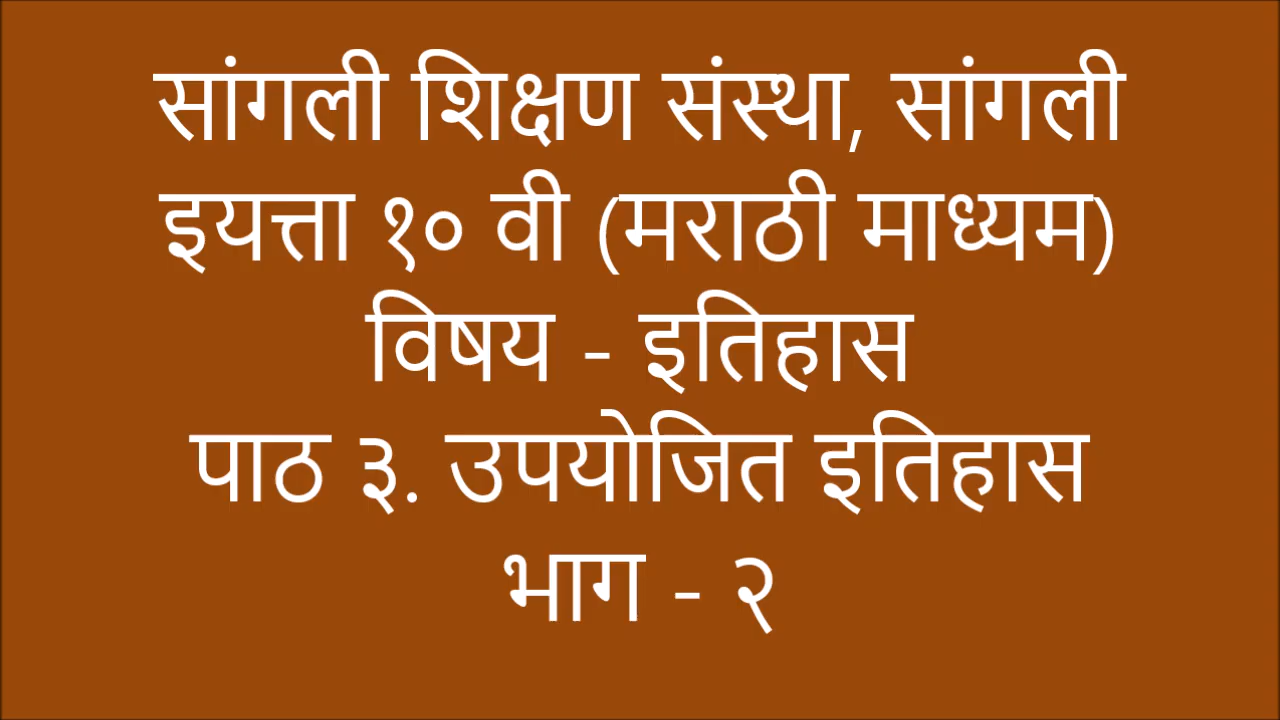 सांगली शिक्षण संस्था, सांगली
इयत्ता १० वी (मराठी माध्यम)
विषय - इतिहास
पाठ ३. उपयोजित इतिहास
भाग - २